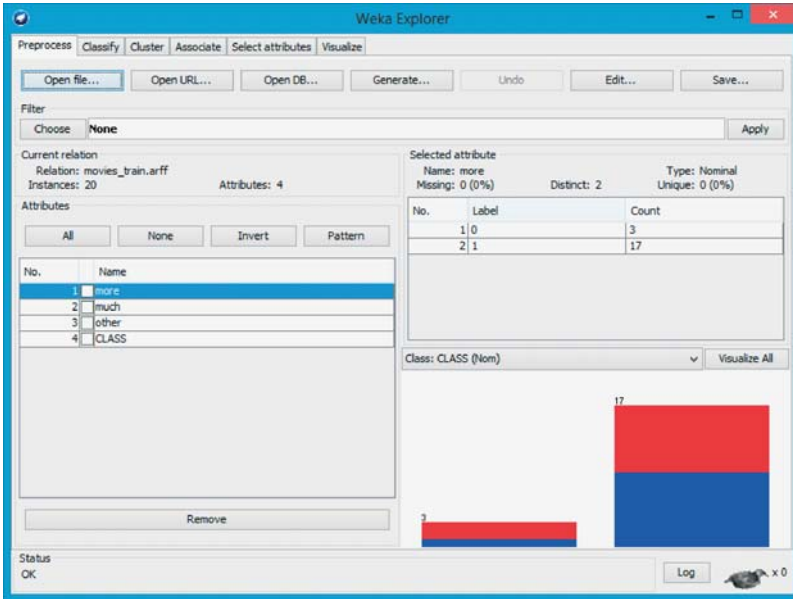 Weka Explorer
Preprocess Classify Cluster Associate Select attributes Visualize
Open file... Open URL... Open DB... Generate... Undo Edit... Save...
Filter
Choose None Apply
Current relation
Relation: movies_train.arff
Instances: 20 Attributes: 4
Attributes
All None Invert Pattern
No. Name
1 more
2 much
3 other
4 CLASS
Remove
Selected attribute
Name: more Type: Nominal
Missing: 0 (0%) Distinct: 2 Unique: 0 (0%)
No. Label Count
1 0 3
2 1 17
Class: CLASS (Nom) Visualize All
17
3
Status
OK
Log x 0